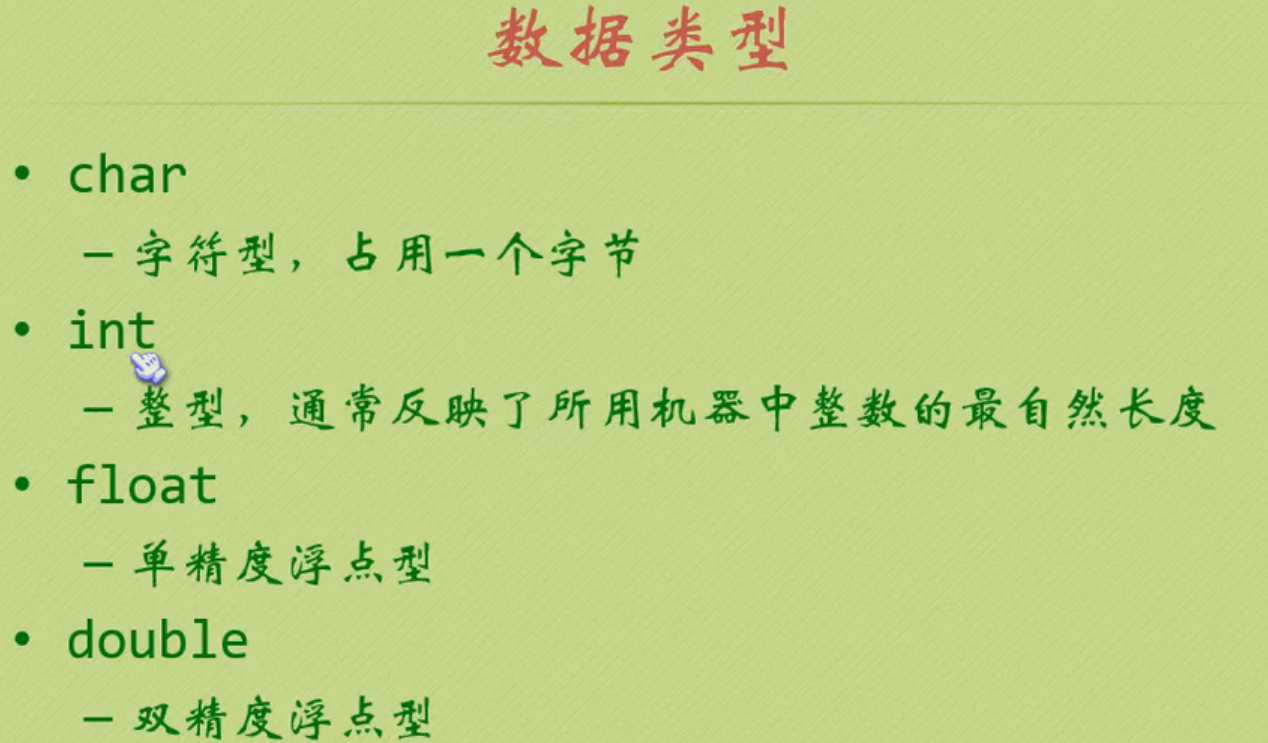 数据类型
• char
– 字符型，占用一个字节
• int
– 整型，通常反映了所用机器中整数的最自然长度
• float
– 单精度浮点型
• double
– 双精度浮点型